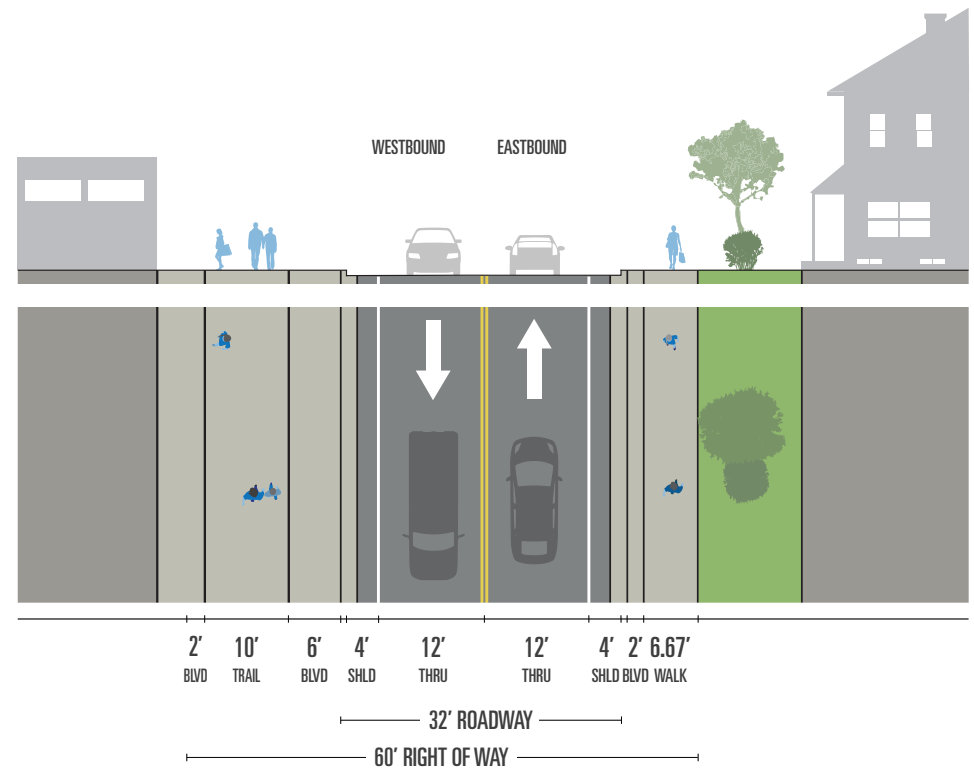 WESTBOUND EASTBOUND
2' 10' 6' 4' 12' 12' 4' 2' 6.67'
BLVD TRAIL BLVD SHLD THRU THRU SHLD BLVD WALK
32' ROADWAY
60' RIGHT OF WAY